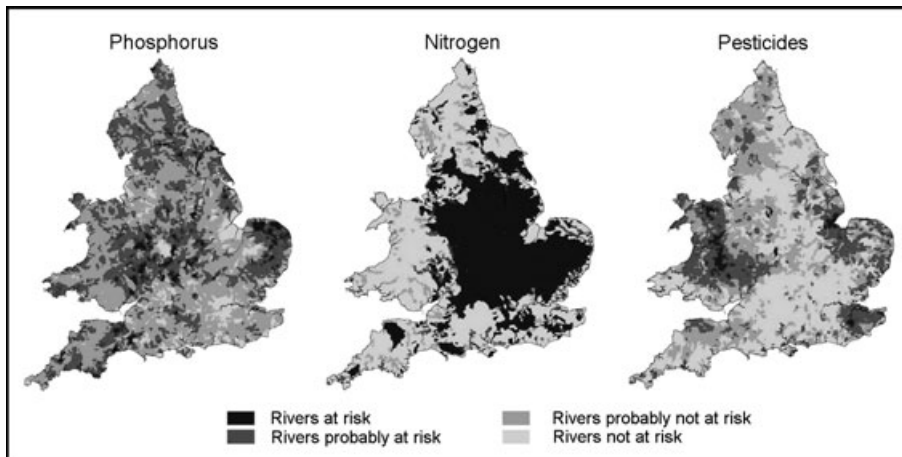 Phosphorus
Nitrogen
Pesticides
Rivers at risk
Rivers probably at risk
Rivers probably not at risk
Rivers not at risk